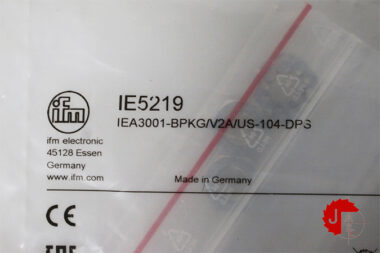 ifm
IE5219
IEA3001-BPKG/V2A/US-104-DPS
ifm electronic
45128 Essen
Germany
www.ifm.com
Made in Germany
CE
EAC